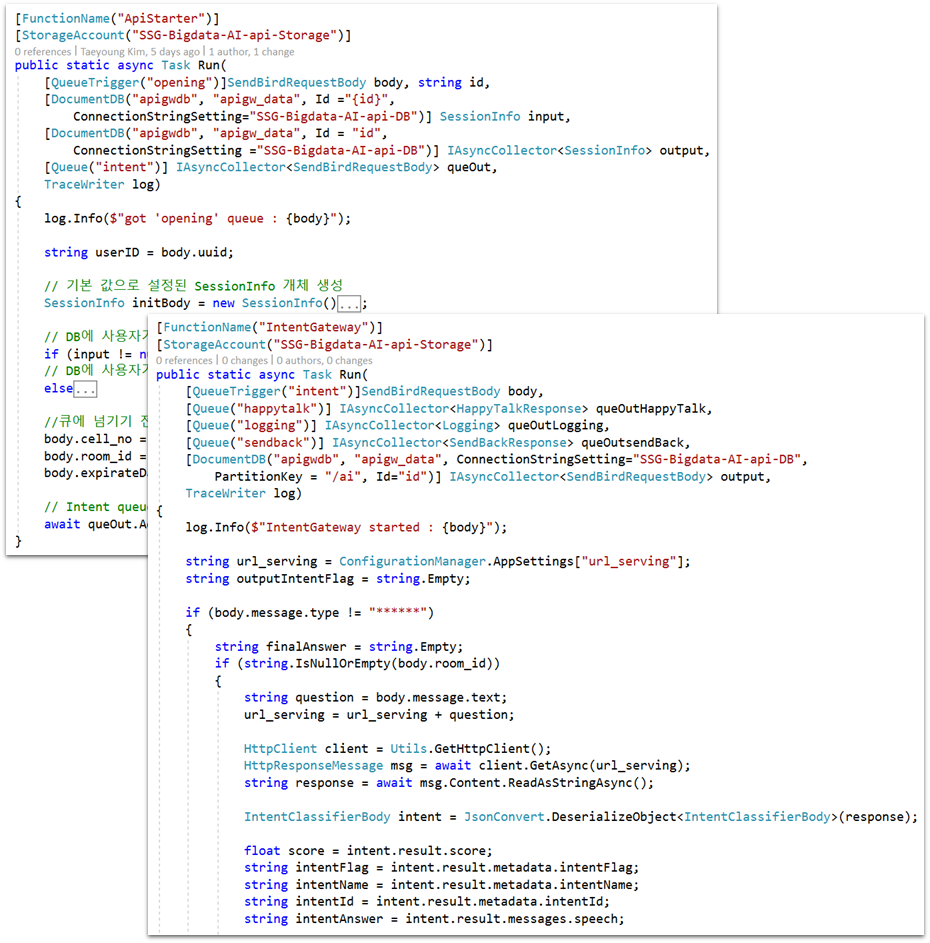 [FunctionName("ApiStarter")]
[StorageAccount("SSG-Bigdata-AI-api-Storage")]
0 references | Taeyoung Kim, 5 days ago | 1 author, 1 change
public static async Task Run(
[QueueTrigger("opening")]SendBirdRequestBody body, string id,
[DocumentDB("apigwdb", "apigw_data", Id ="{id}",
ConnectionStringSetting="SSG-Bigdata-AI-api-DB")] SessionInfo input,
[DocumentDB("apigwdb", "apigw_data", Id = "id",
ConnectionStringSetting ="SSG-Bigdata-AI-api-DB")] IAsyncCollector<SessionInfo> output,
[Queue("intent")] IAsyncCollector<SendBirdRequestBody> queOut,
TraceWriter log)
{
log.Info($"got 'opening' queue : {body}");
string userID = body.uuid;
// 기본 값으로 설정된 SessionInfo 개체 생성
SessionInfo initBody = new SessionInfo()...;
// DB에 사용자가
if (input != nu
// DB에 사용자가
else...
//큐에 넘기기 전
body.cell_no =
body.room_id =
body.expirateDa
// Intent queue
await queOut.Ad
}
[FunctionName("IntentGateway")]
[StorageAccount("SSG-Bigdata-AI-api-Storage")]
0 references | 0 changes | 0 authors, 0 changes
public static async Task Run(
[QueueTrigger("intent")]SendBirdRequestBody body,
[Queue("happytalk")] IAsyncCollector<HappyTalkResponse> queOutHappyTalk,
[Queue("logging")] IAsyncCollector<Logging> queOutLogging,
[Queue("sendback")] IAsyncCollector<SendBackResponse> queOutsendBack,
[DocumentDB("apigwdb", "apigw_data", ConnectionStringSetting="SSG-Bigdata-AI-api-DB",
PartitionKey = "/ai", Id="id")] IAsyncCollector<SendBirdRequestBody> output,
TraceWriter log)
{
log.Info($"IntentGateway started : {body}");
string url_serving = ConfigurationManager.AppSettings["url_serving"];
string outputIntentFlag = string.Empty;
if (body.message.type != "******")
{
string finalAnswer = string.Empty;
if (string.IsNullOrEmpty(body.room_id))
{
string question = body.message.text;
url_serving = url_serving + question;
HttpClient client = Utils.GetHttpClient();
HttpResponseMessage msg = await client.GetAsync(url_serving);
string response = await msg.Content.ReadAsStringAsync();
IntentClassifierBody intent = JsonConvert.DeserializeObject<IntentClassifierBody>(response);
float score = intent.result.score;
string intentFlag = intent.result.metadata.intentFlag;
string intentName = intent.result.metadata.intentName;
string intentId = intent.result.metadata.intentId;
string intentAnswer = intent.result.messages.speech;